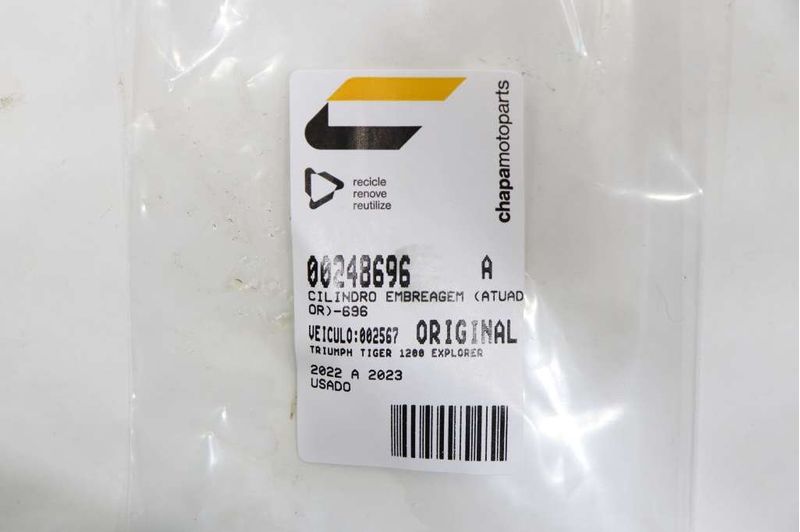 chapamotoparts
recicle
renove
reutilize
00248696 A
CILINDRO EMBREAGEM (ATUAD
OR)-696
VEICULO:002567 ORIGINAL
TRIUMPH TIGER 1200 EXPLORER
2022 A 2023
USADO